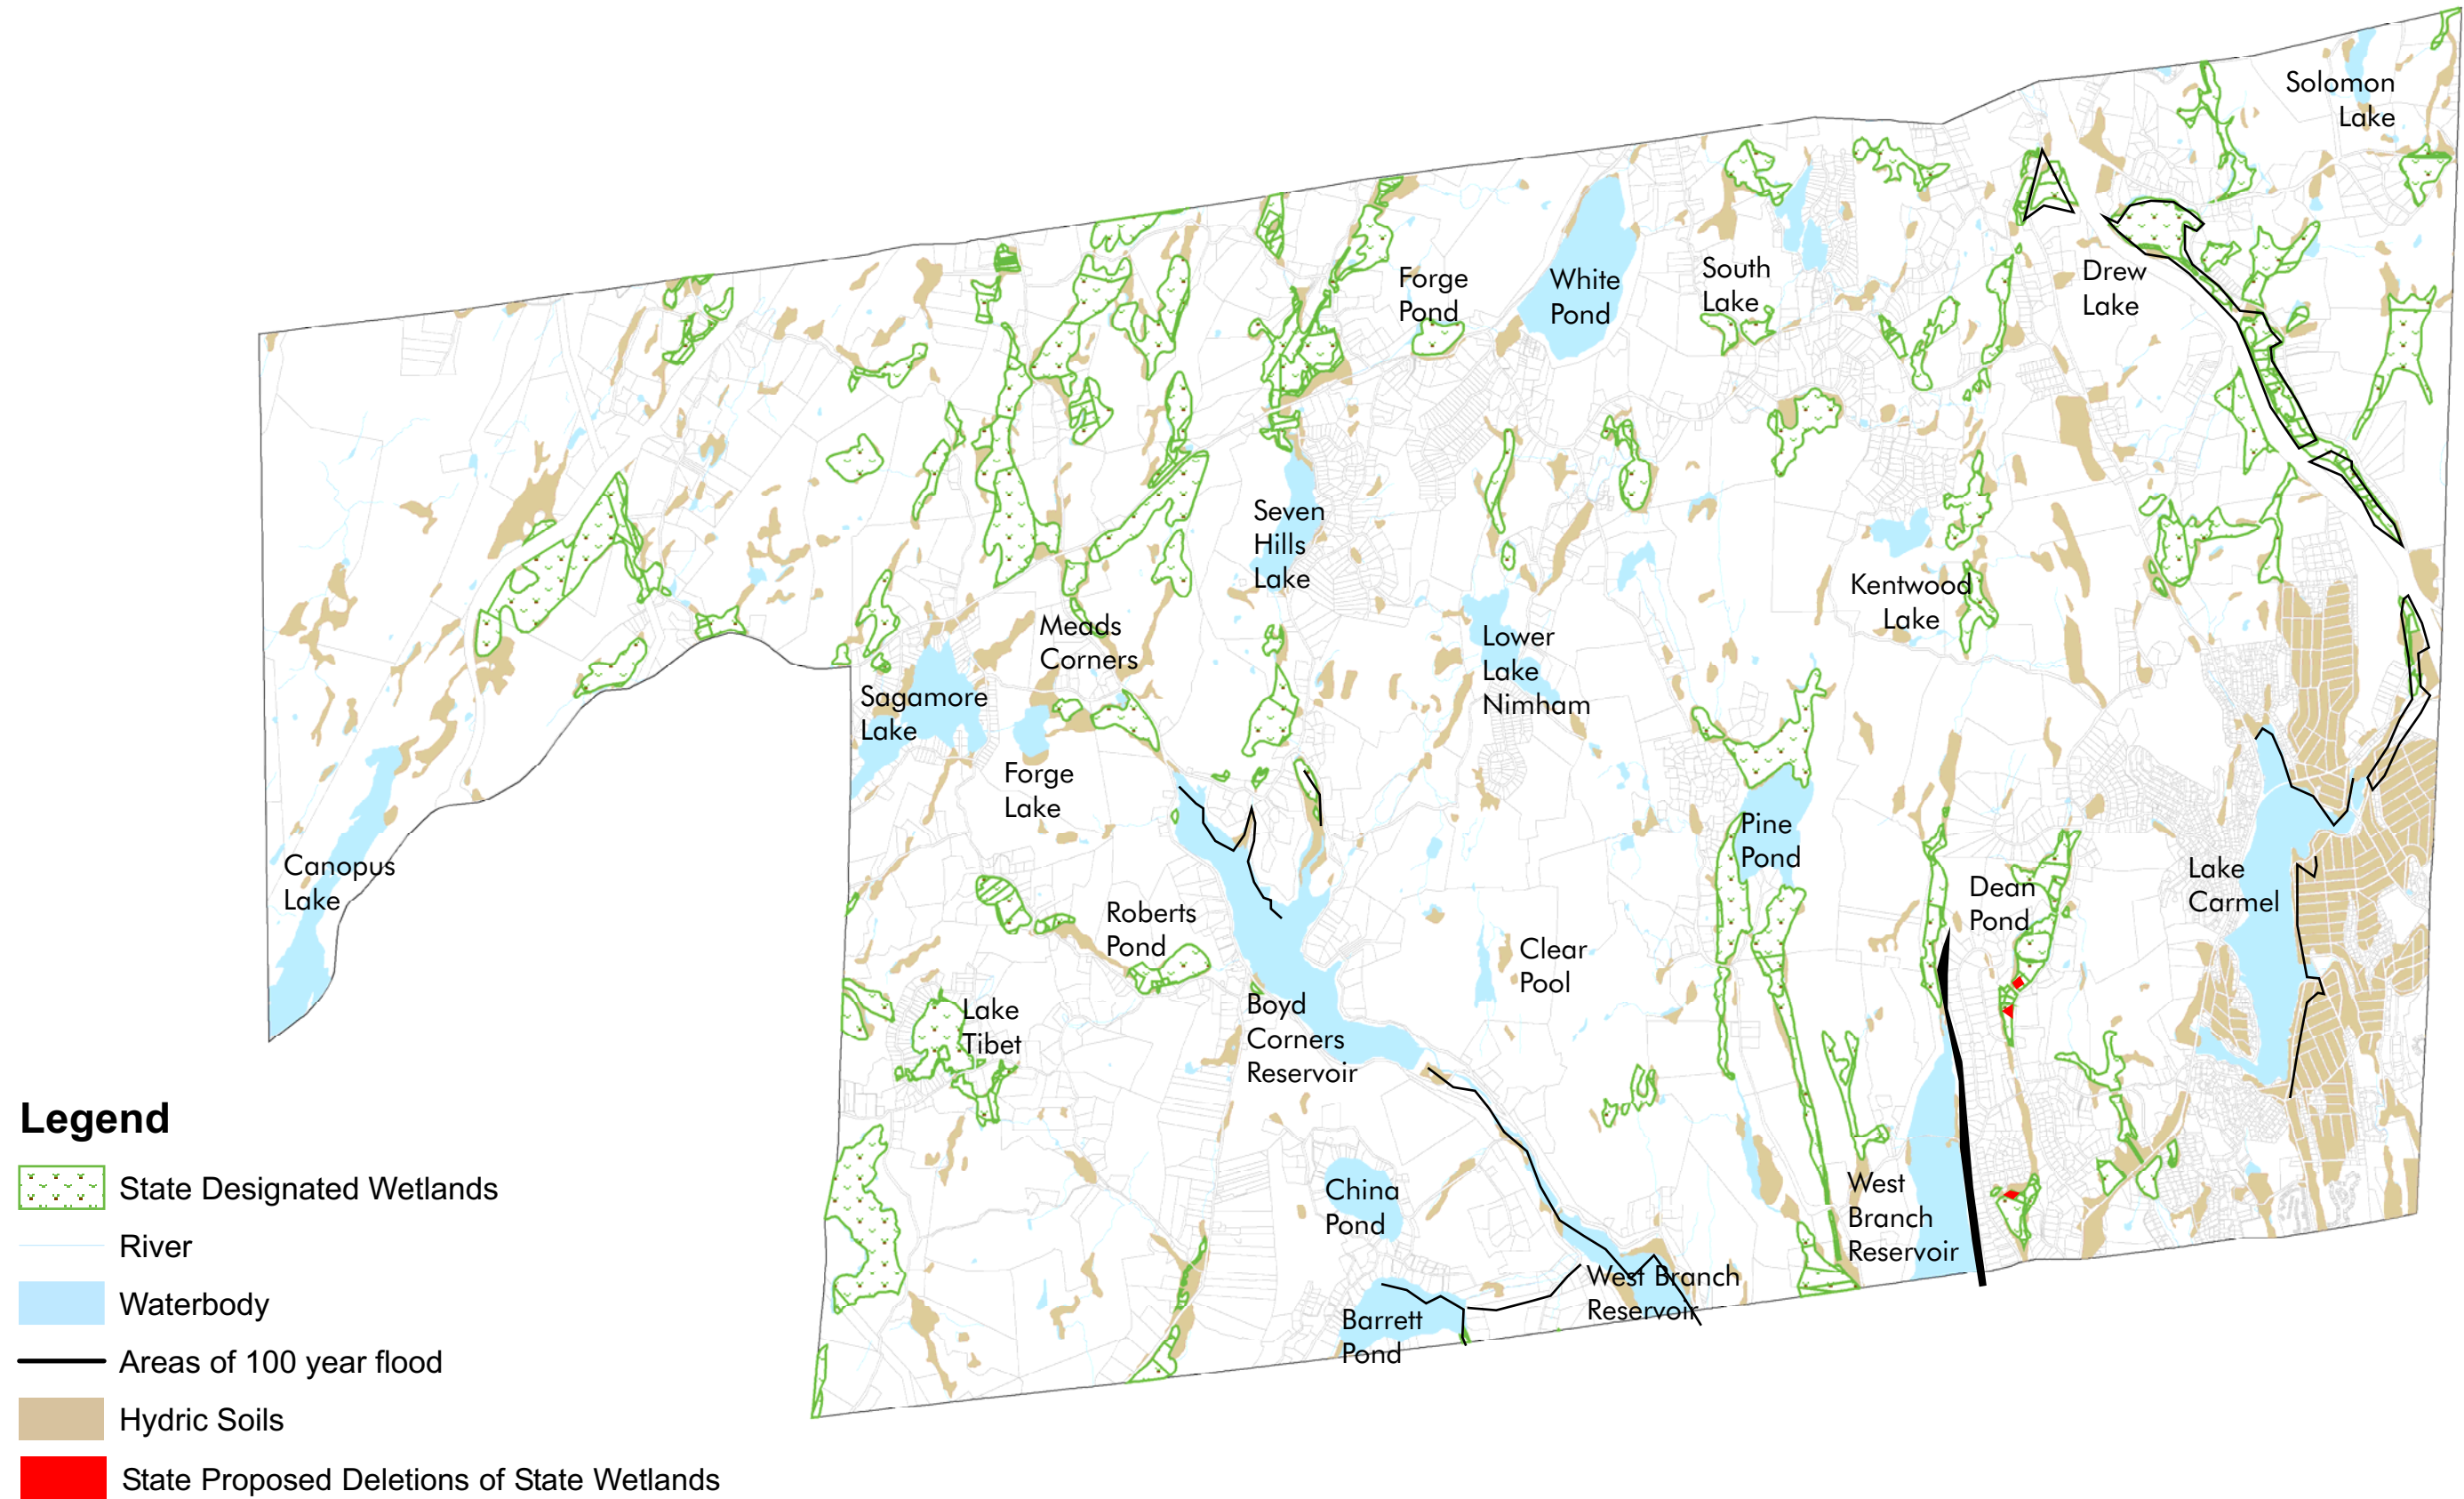 Solomon
Lake
Forge
Pond
White
Pond
South
Lake
Drew
Lake
Seven
Hills
Lake
Kentwood
Lake
Meads
Corners
Lower
Lake
Nimham
Sagamore
Lake
Forge
Lake
Pine
Pond
Canopus
Lake
Lake
Carmel
Dean
Pond
Roberts
Pond
Clear
Pool
Lake
Tibet
Boyd
Corners
Reservoir
China
Pond
West
Branch
Reservoir
West Branch
Reservoir
Barrett
Pond
Legend
State Designated Wetlands
River
Waterbody
Areas of 100 year flood
Hydric Soils
State Proposed Deletions of State Wetlands